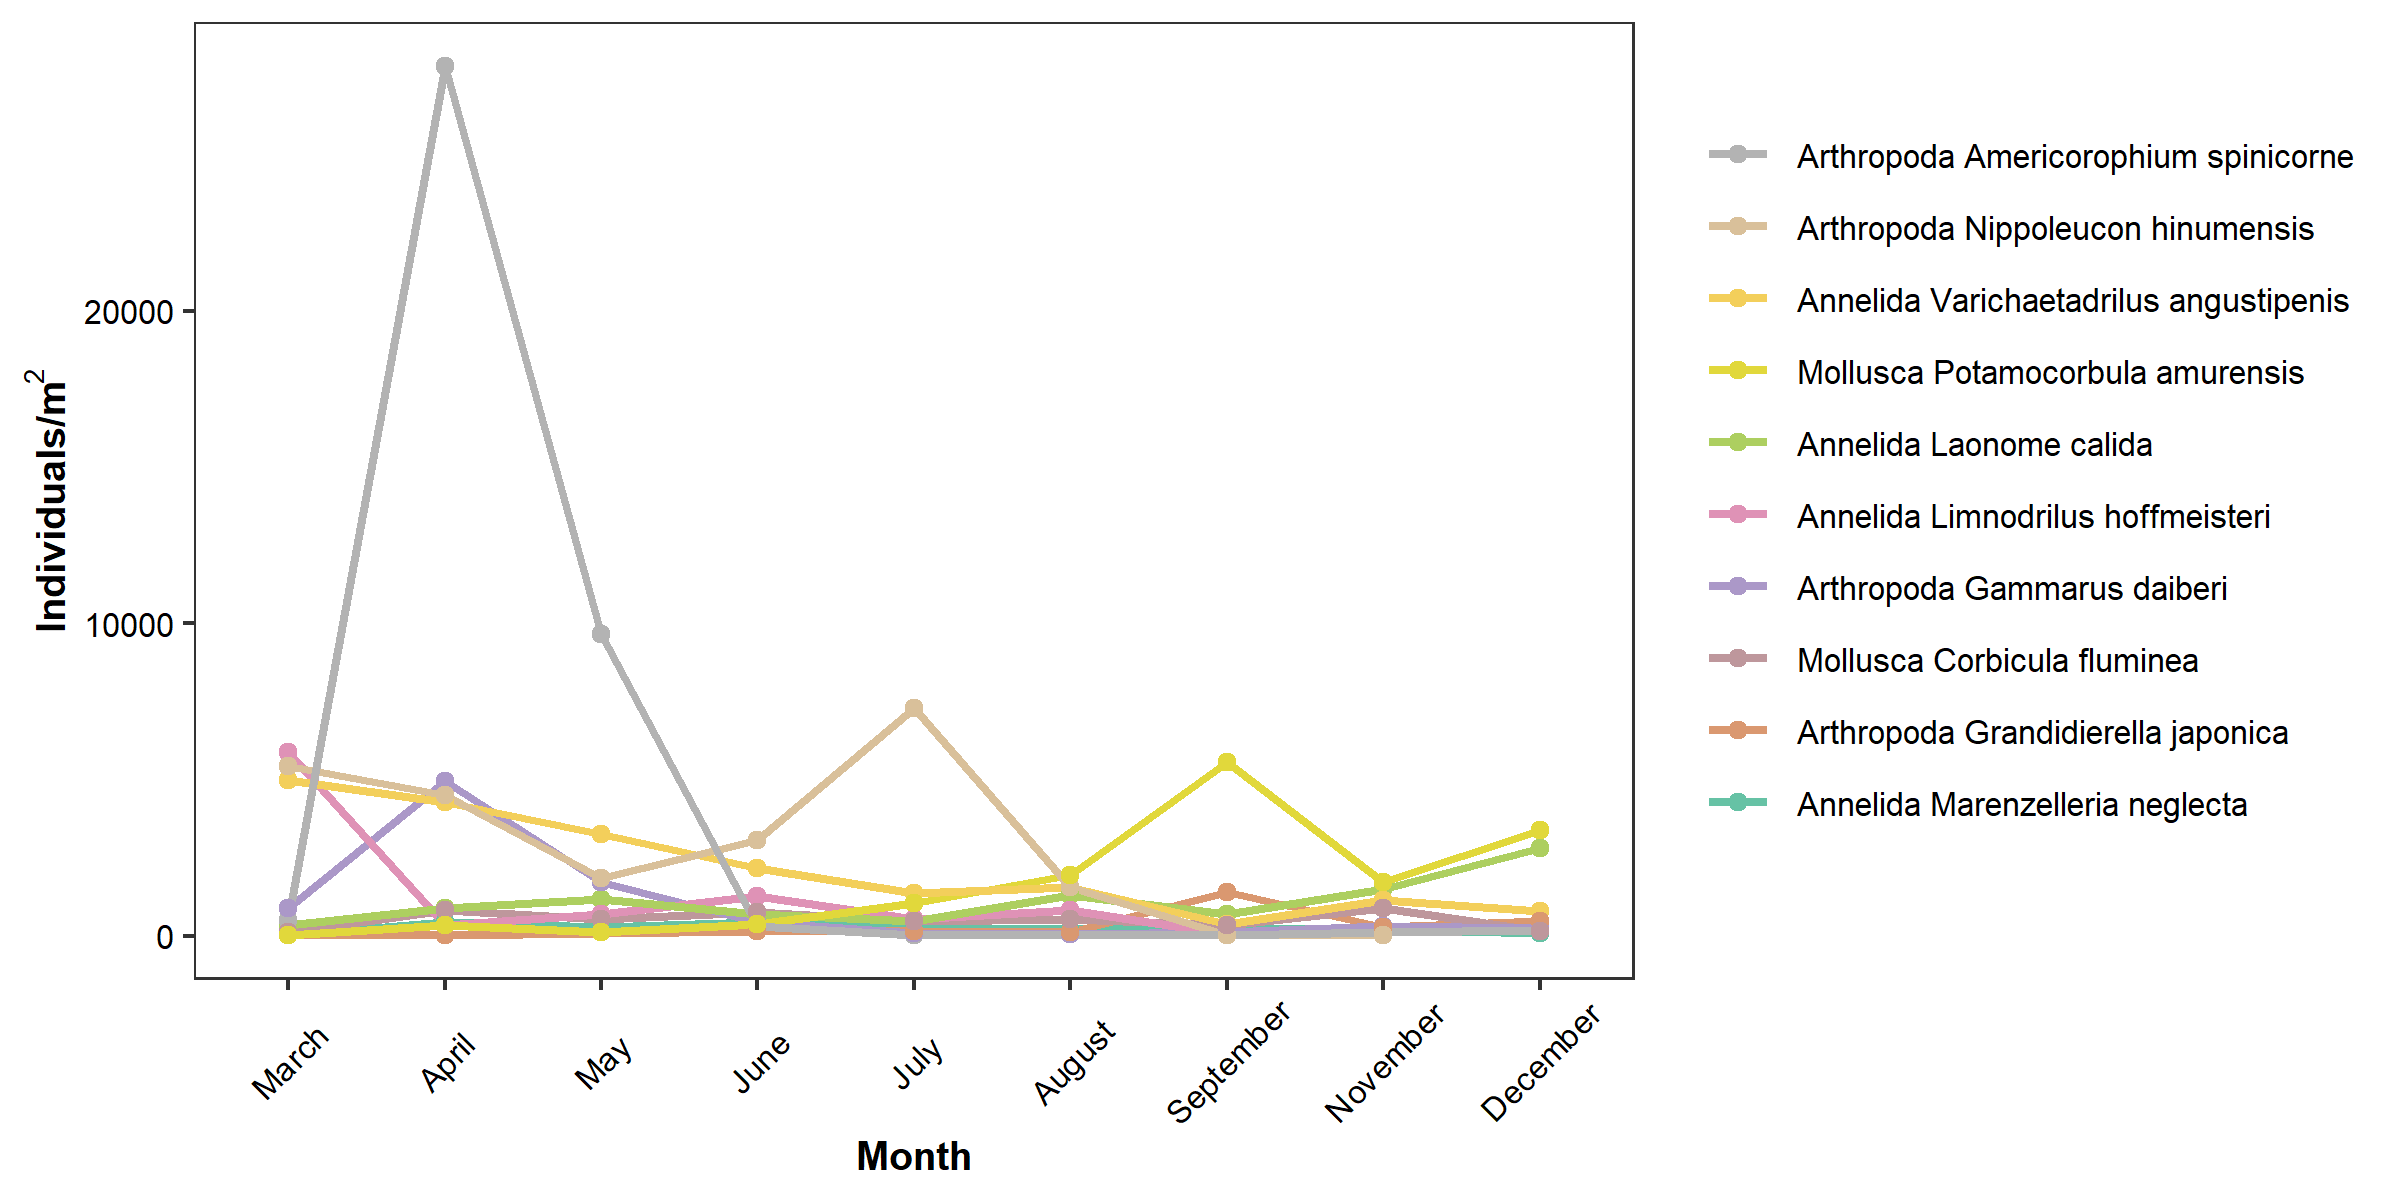 20000
10000
0
Individuals/m²
March
April
May
June
July
August
September
November
December
Month
Arthropoda Americorophium spinicorne
Arthropoda Nippoleucon hinumensis
Annelida Varichaetadrilus angustipenis
Mollusca Potamocorbula amurensis
Annelida Laonome calida
Annelida Limnodrilus hoffmeisteri
Arthropoda Gammarus daiberi
Mollusca Corbicula fluminea
Arthropoda Grandidierella japonica
Annelida Marenzelleria neglecta